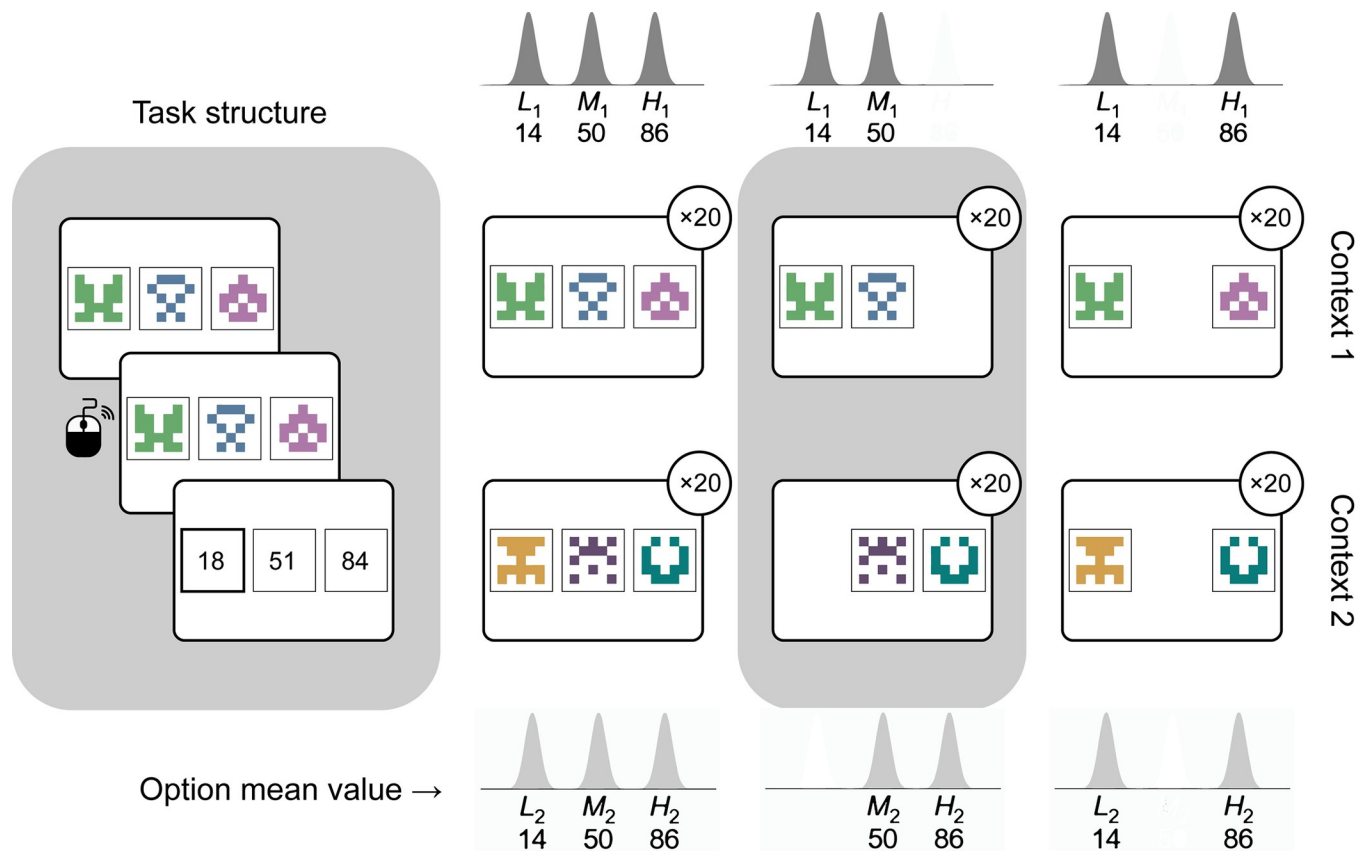 L₁ M₁ H₁
14 50 86
L₁ M₁
14 50
L₁ H₁
14 86
Task structure
×20
×20
×20
Context 1
18 51 84
×20
×20
×20
Context 2
Option mean value →
L₂ M₂ H₂
14 50 86
M₂ H₂
50 86
L₂ H₂
14 86